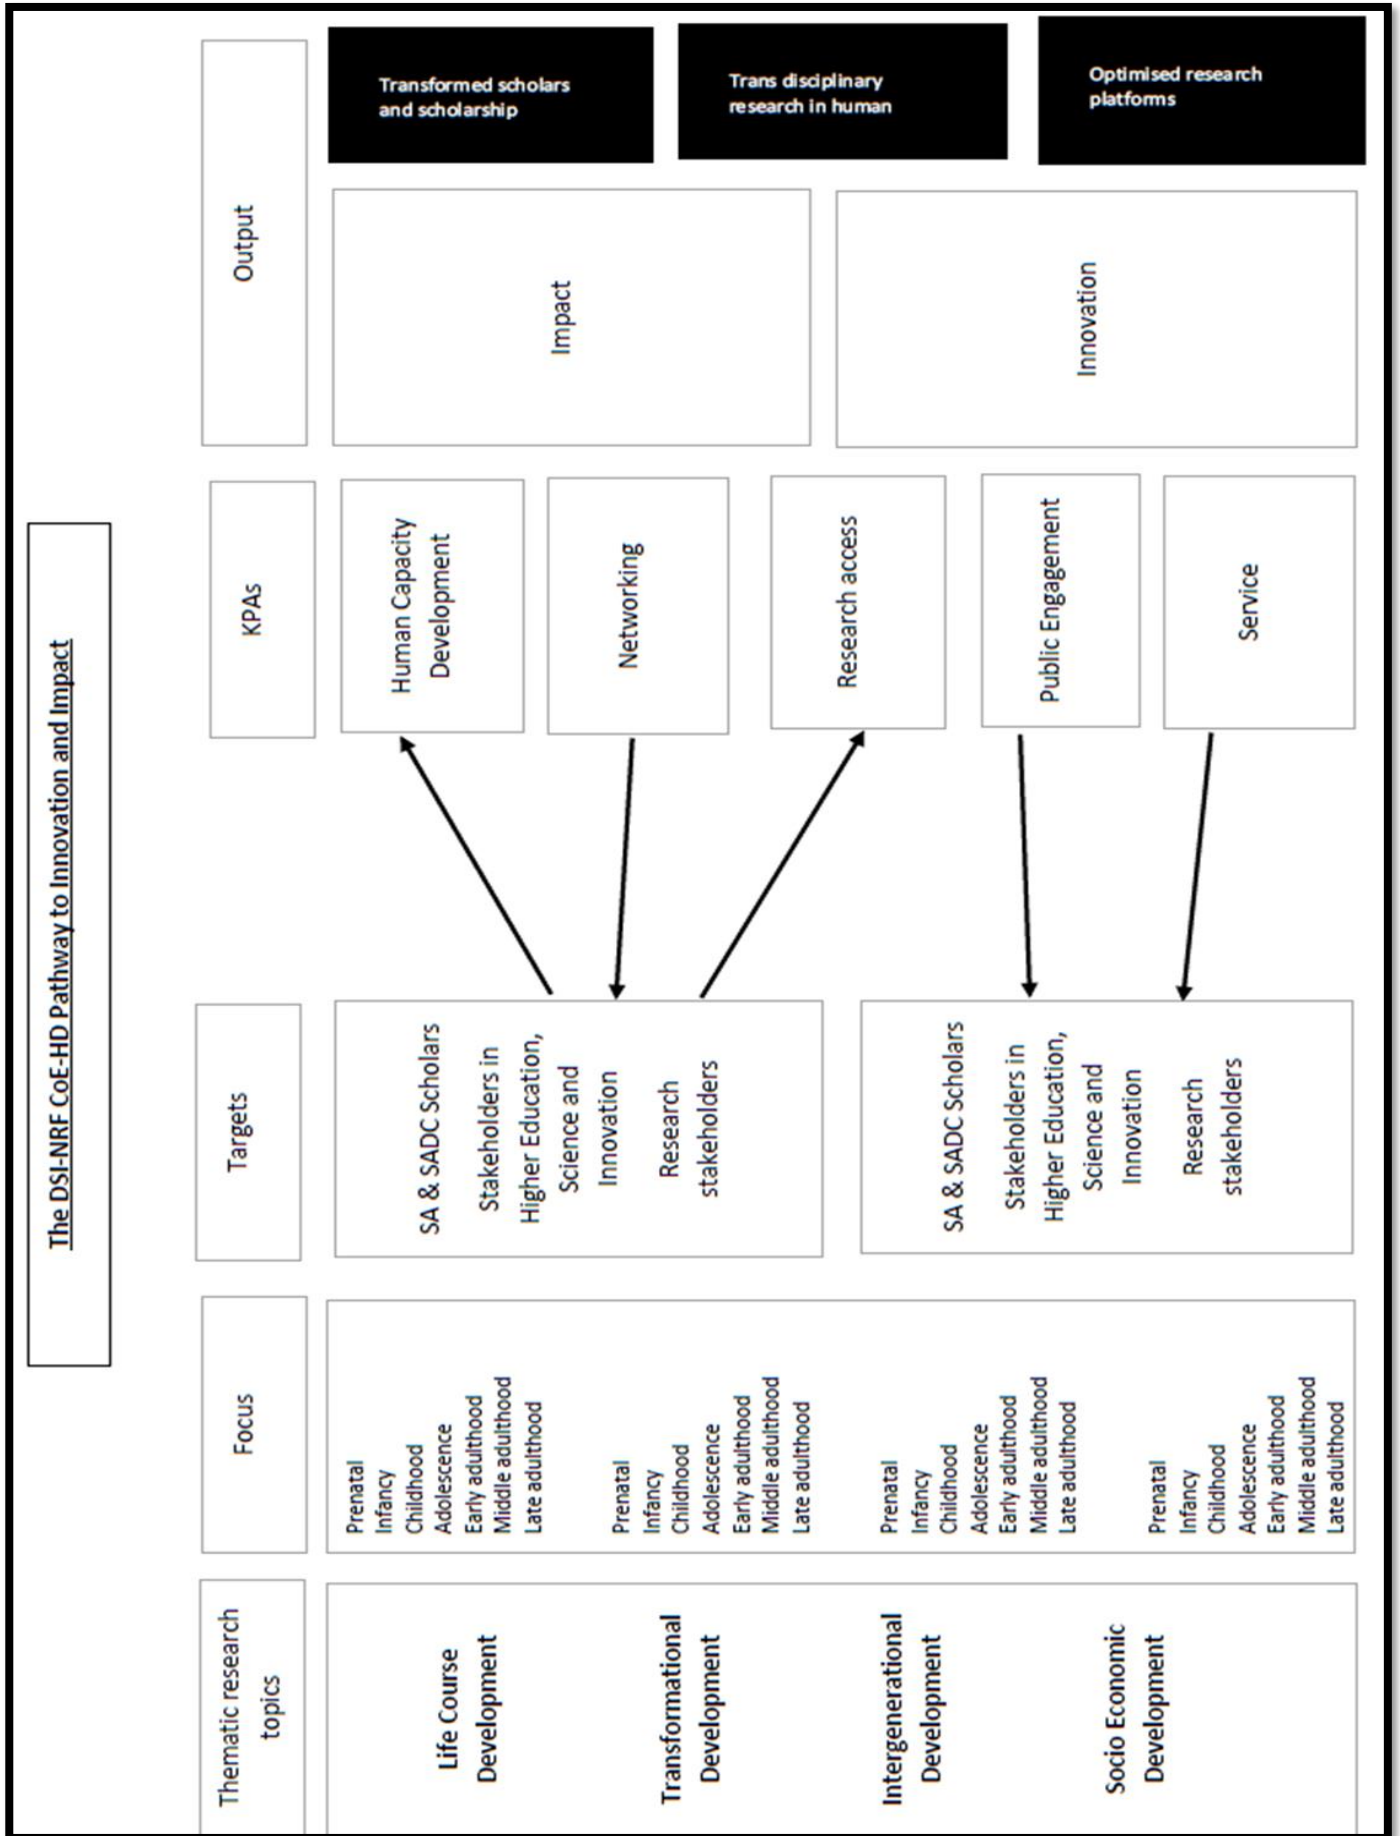 The DSI-NRF CoE-HD Pathway to Innovation and Impact
Thematic research
topics
Focus
Targets
KPAs
Output
Life Course
Development
Transformational
Development
Intergenerational
Development
Socio Economic
Development
Prenatal
Infancy
Childhood
Adolescence
Early adulthood
Middle adulthood
Late adulthood
Prenatal
Infancy
Childhood
Adolescence
Early adulthood
Middle adulthood
Late adulthood
Prenatal
Infancy
Childhood
Adolescence
Early adulthood
Middle adulthood
Late adulthood
Prenatal
Infancy
Childhood
Adolescence
Early adulthood
Middle adulthood
Late adulthood
SA & SADC Scholars
Stakeholders in
Higher Education,
Science and
Innovation
Research
stakeholders
SA & SADC Scholars
Stakeholders in
Higher Education,
Science and
Innovation
Research
stakeholders
Human Capacity
Development
Networking
Research access
Public Engagement
Service
Impact
Innovation
Transformed scholars
and scholarship
Trans disciplinary
research in human
Optimised research
platforms